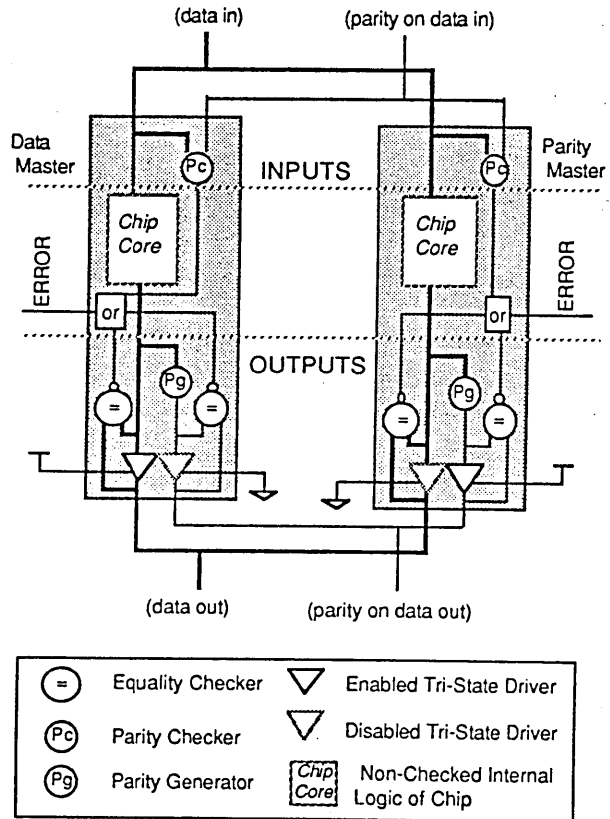 (data in)
(parity on data in)
Data
Master
Pc
INPUTS
Pc
Parity
Master
Chip
Core
Chip
Core
ERROR
ERROR
or
or
OUTPUTS
Pg
Pg
=
=
=
=
(data out)
(parity on data out)
= Equality Checker
Enabled Tri-State Driver
Pc Parity Checker
Disabled Tri-State Driver
Pg Parity Generator
Chip
Core
Non-Checked Internal
Logic of Chip